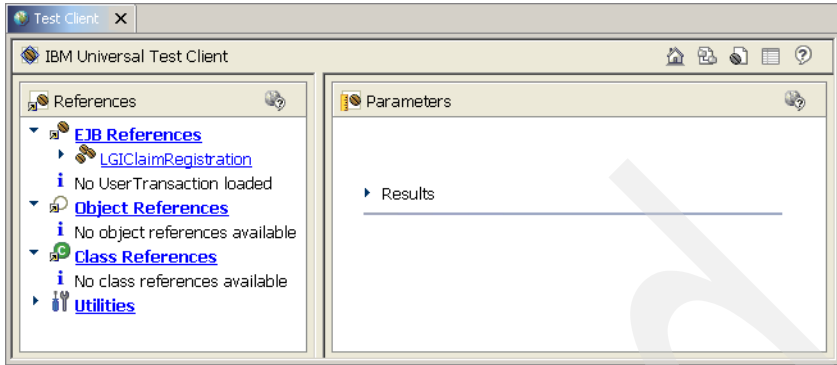 Test Client
IBM Universal Test Client
References
EJB References
LGIClaimRegistration
No UserTransaction loaded
Object References
No object references available
Class References
No class references available
Utilities
Parameters
Results